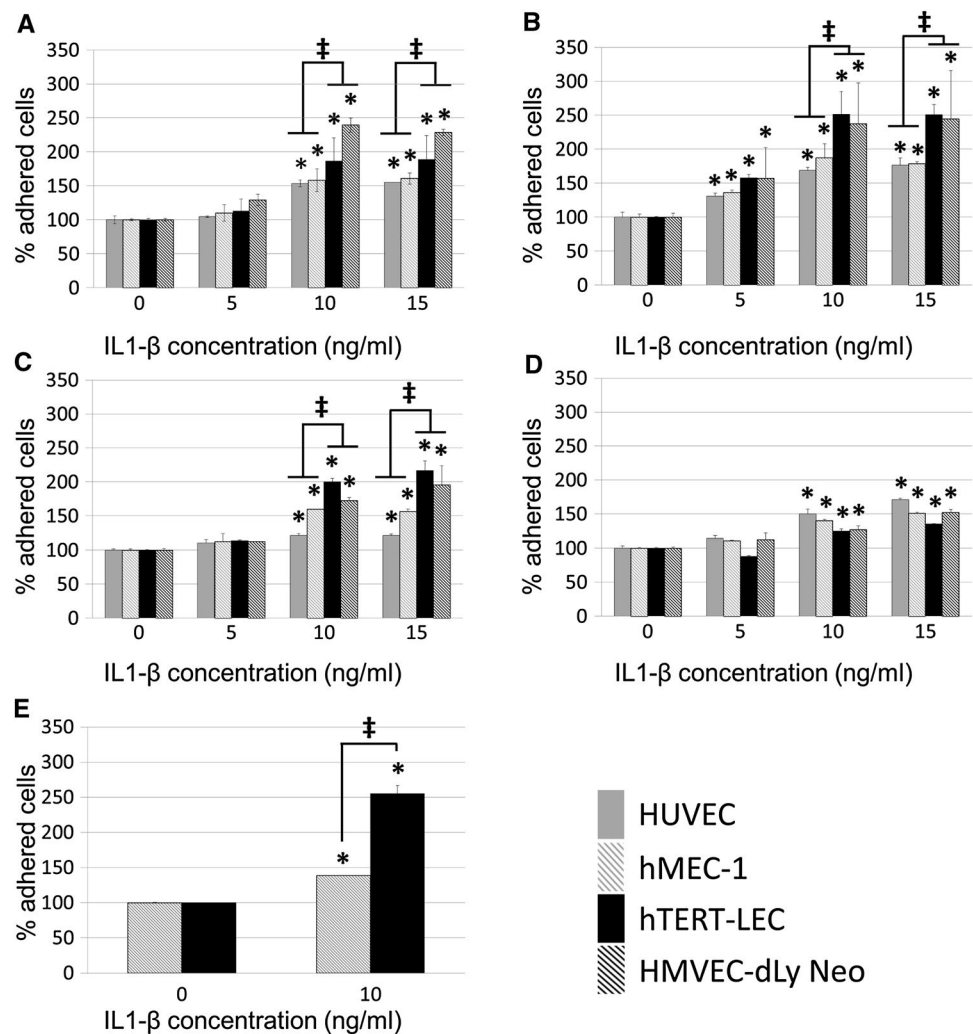 A
% adhered cells
350
300
250
200
150
100
50
0
‡ ‡
* * * * * * * *
0 5 10 15
IL1-β concentration (ng/ml)
B
% adhered cells
350
300
250
200
150
100
50
0
‡ ‡
* * * * * * * * * * * *
0 5 10 15
IL1-β concentration (ng/ml)
C
% adhered cells
350
300
250
200
150
100
50
0
‡ ‡
* * * * * * * *
0 5 10 15
IL1-β concentration (ng/ml)
D
% adhered cells
350
300
250
200
150
100
50
0
* * * * * * * *
0 5 10 15
IL1-β concentration (ng/ml)
E
% adhered cells
350
300
250
200
150
100
50
0
‡
* *
0 10
IL1-β concentration (ng/ml)
HUVEC
hMEC-1
hTERT-LEC
HMVEC-dLy Neo